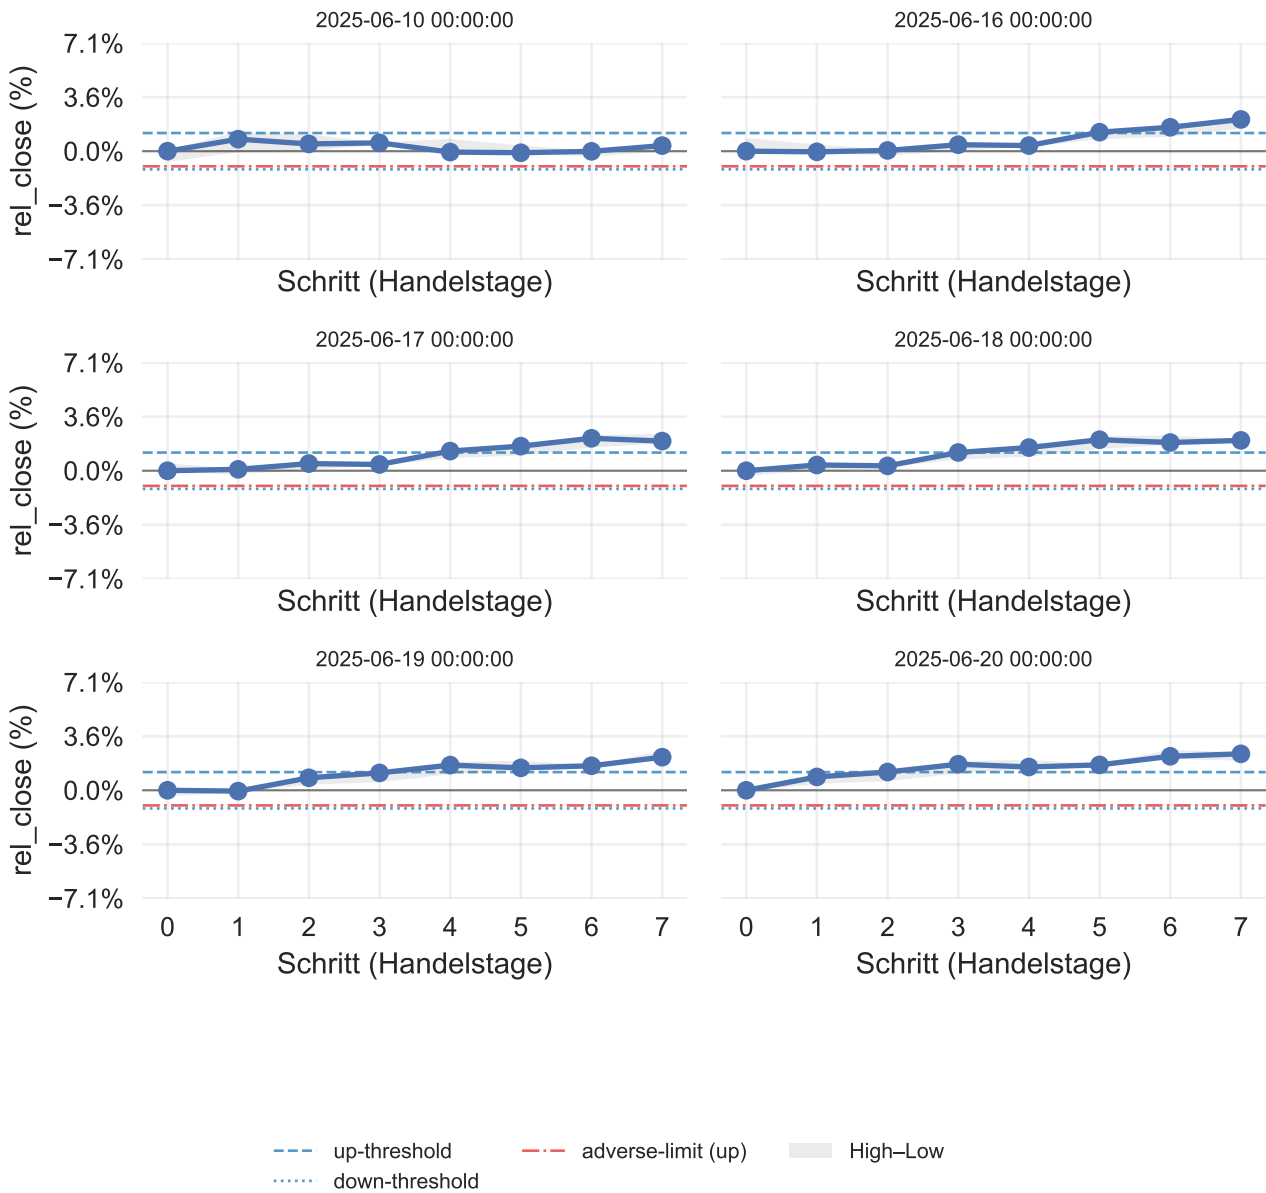 2025-06-10 00:00:00
2025-06-16 00:00:00
7.1%
3.6%
0.0%
−3.6%
−7.1%
rel_close (%)
Schritt (Handelstage)
Schritt (Handelstage)
2025-06-17 00:00:00
2025-06-18 00:00:00
7.1%
3.6%
0.0%
−3.6%
−7.1%
rel_close (%)
Schritt (Handelstage)
Schritt (Handelstage)
2025-06-19 00:00:00
2025-06-20 00:00:00
7.1%
3.6%
0.0%
−3.6%
−7.1%
rel_close (%)
0 1 2 3 4 5 6 7
0 1 2 3 4 5 6 7
Schritt (Handelstage)
Schritt (Handelstage)
up-threshold
adverse-limit (up)
High–Low
down-threshold